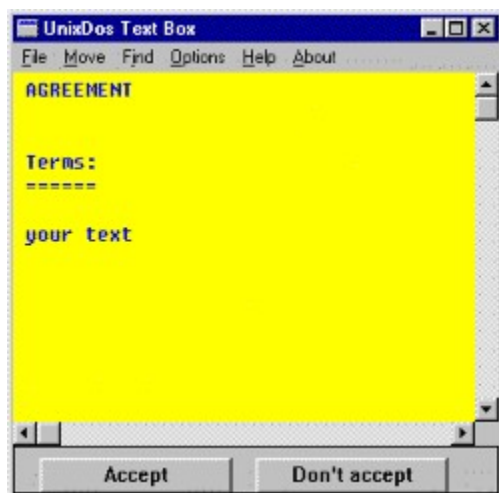 UnixDos Text Box
File Move Find Options Help About
AGREEMENT
Terms:
======
your text
Accept Don't accept